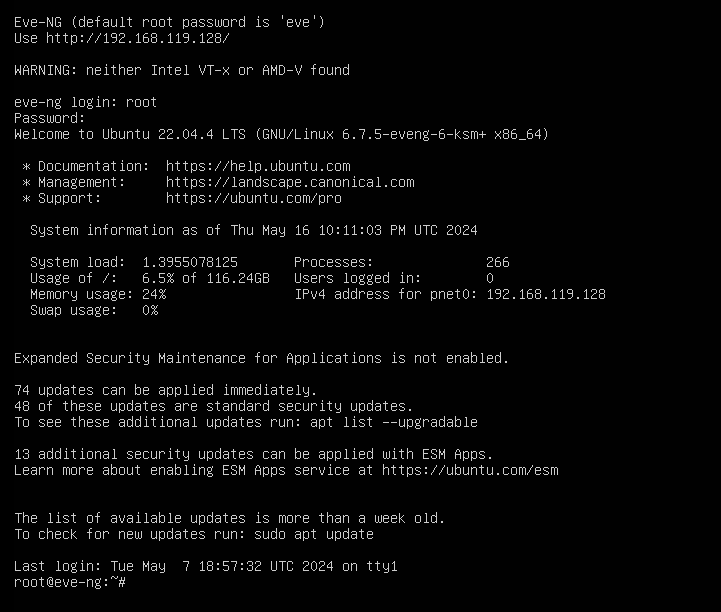 Eve-NG (default root password is 'eve')
Use http://192.168.119.128/
WARNING: neither Intel VT-x or AMD-V found
eve-ng login: root
Password:
Welcome to Ubuntu 22.04.4 LTS (GNU/Linux 6.7.5-eveng-6-ksm+ x86_64)
* Documentation:  https://help.ubuntu.com
* Management:     https://landscape.canonical.com
* Support:        https://ubuntu.com/pro
System information as of Thu May 16 10:11:03 PM UTC 2024
System load:  1.3955078125       Processes:              266
Usage of /:   6.5% of 116.24GB   Users logged in:        0
Memory usage: 24%                IPv4 address for pnet0: 192.168.119.128
Swap usage:   0%
Expanded Security Maintenance for Applications is not enabled.
74 updates can be applied immediately.
48 of these updates are standard security updates.
To see these additional updates run: apt list --upgradable
13 additional security updates can be applied with ESM Apps.
Learn more about enabling ESM Apps service at https://ubuntu.com/esm
The list of available updates is more than a week old.
To check for new updates run: sudo apt update
Last login: Tue May  7 18:57:32 UTC 2024 on tty1
root@eve-ng:~#